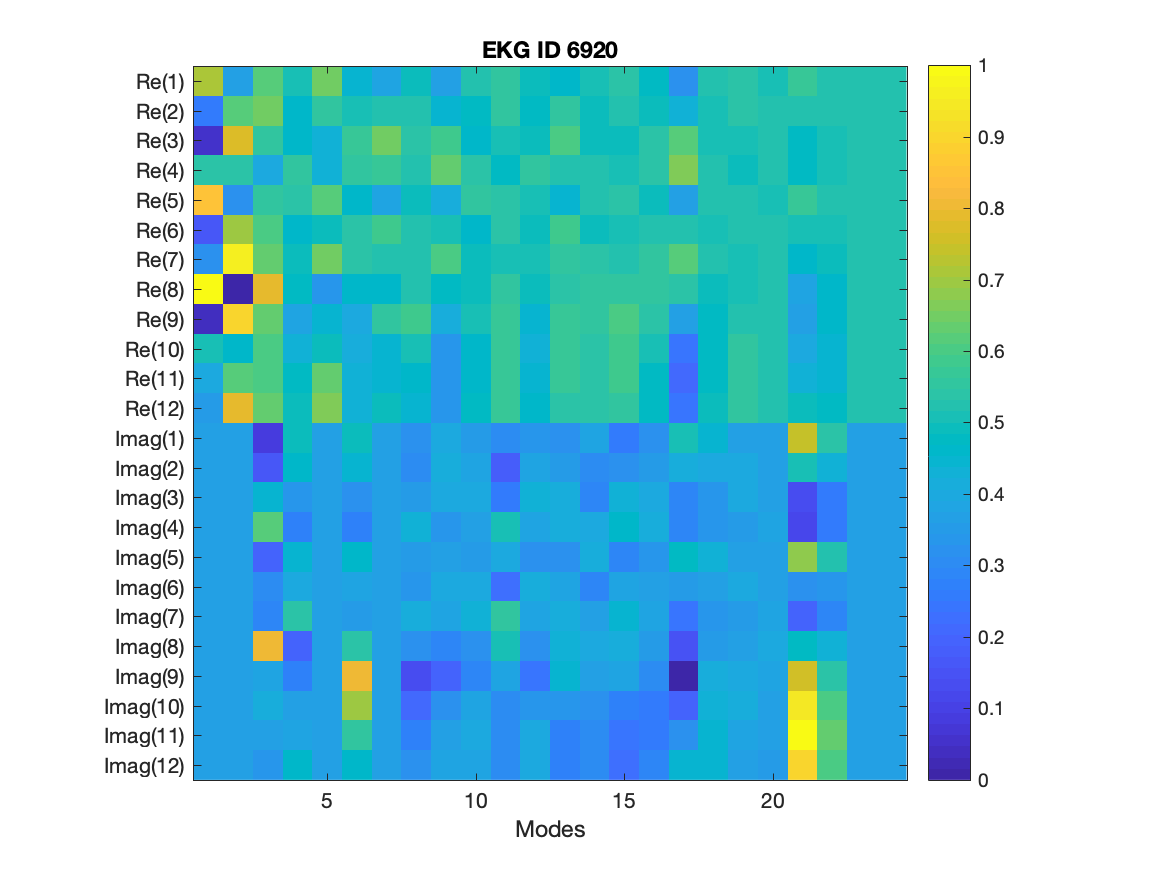 EKG ID 6920
Re(1)
Re(2)
Re(3)
Re(4)
Re(5)
Re(6)
Re(7)
Re(8)
Re(9)
Re(10)
Re(11)
Re(12)
Imag(1)
Imag(2)
Imag(3)
Imag(4)
Imag(5)
Imag(6)
Imag(7)
Imag(8)
Imag(9)
Imag(10)
Imag(11)
Imag(12)
5 10 15 20
Modes
1
0.9
0.8
0.7
0.6
0.5
0.4
0.3
0.2
0.1
0